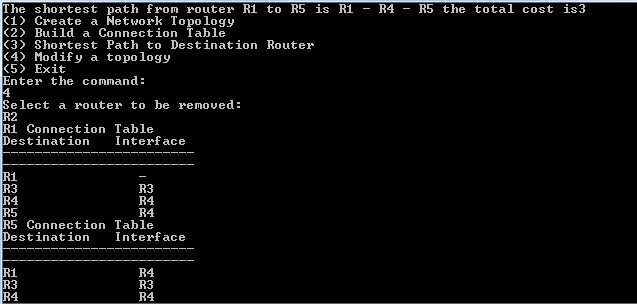 The shortest path from router R1 to R5 is R1 - R4 - R5 the total cost is3
(1) Create a Network Topology
(2) Build a Connection Table
(3) Shortest Path to Destination Router
(4) Modify a topology
(5) Exit
Enter the command:
4
Select a router to be removed:
R2
R1 Connection Table
Destination   Interface
------------------------
------------------------
R1               -
R3               R3
R4               R4
R5               R4
R5 Connection Table
Destination   Interface
------------------------
------------------------
R1               R4
R3               R3
R4               R4